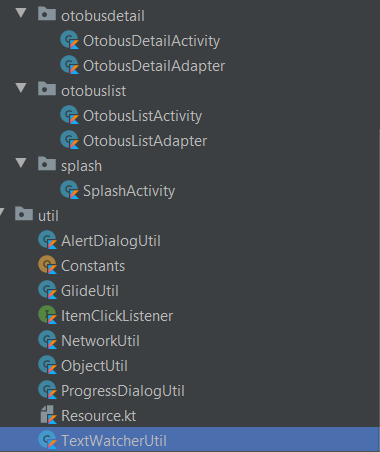 otobusdetail
OtobusDetailActivity
OtobusDetailAdapter
otobuslist
OtobusListActivity
OtobusListAdapter
splash
SplashActivity
util
AlertDialogUtil
Constants
GlideUtil
ItemClickListener
NetworkUtil
ObjectUtil
ProgressDialogUtil
Resource.kt
TextWatcherUtil